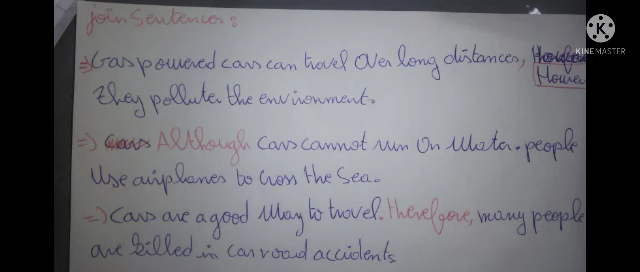 join Sentences:
KINEMASTER
⇒ Gas powered cars can travel over long distances,
Howev
They pollute the environment.
⇒ Although cars cannot run on water. people
use airplanes to cross the sea.
⇒ Cars are a good way to travel. Therefore, many people
are killed in car road accidents